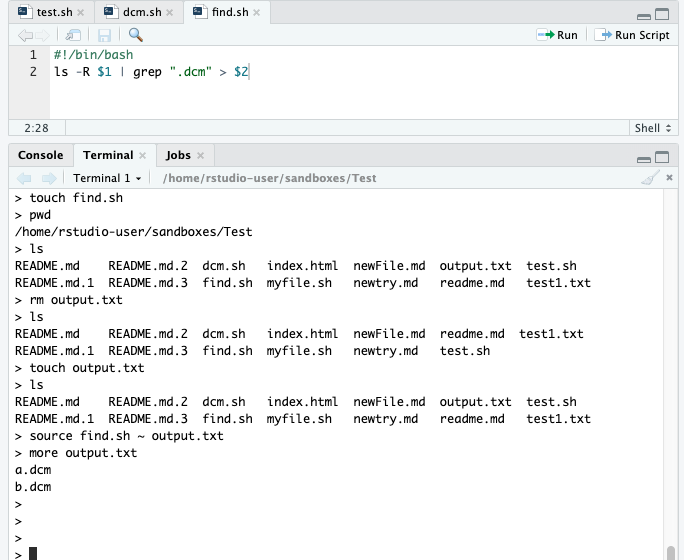 test.sh dcm.sh find.sh
Run Run Script
1 #!/bin/bash
2 ls -R $1 | grep ".dcm" > $2
2:28 Shell
Console Terminal Jobs
Terminal 1 /home/rstudio-user/sandboxes/Test
> touch find.sh
> pwd
/home/rstudio-user/sandboxes/Test
> ls
README.md README.md.2 dcm.sh index.html newFile.md output.txt test.sh
README.md.1 README.md.3 find.sh myfile.sh newtry.md readme.md test1.txt
> rm output.txt
> ls
README.md README.md.2 dcm.sh index.html newFile.md readme.md test1.txt
README.md.1 README.md.3 find.sh myfile.sh newtry.md test.sh
> touch output.txt
> ls
README.md README.md.2 dcm.sh index.html newFile.md output.txt test.sh
README.md.1 README.md.3 find.sh myfile.sh newtry.md readme.md test1.txt
> source find.sh ~ output.txt
> more output.txt
a.dcm
b.dcm
>
>
>
>